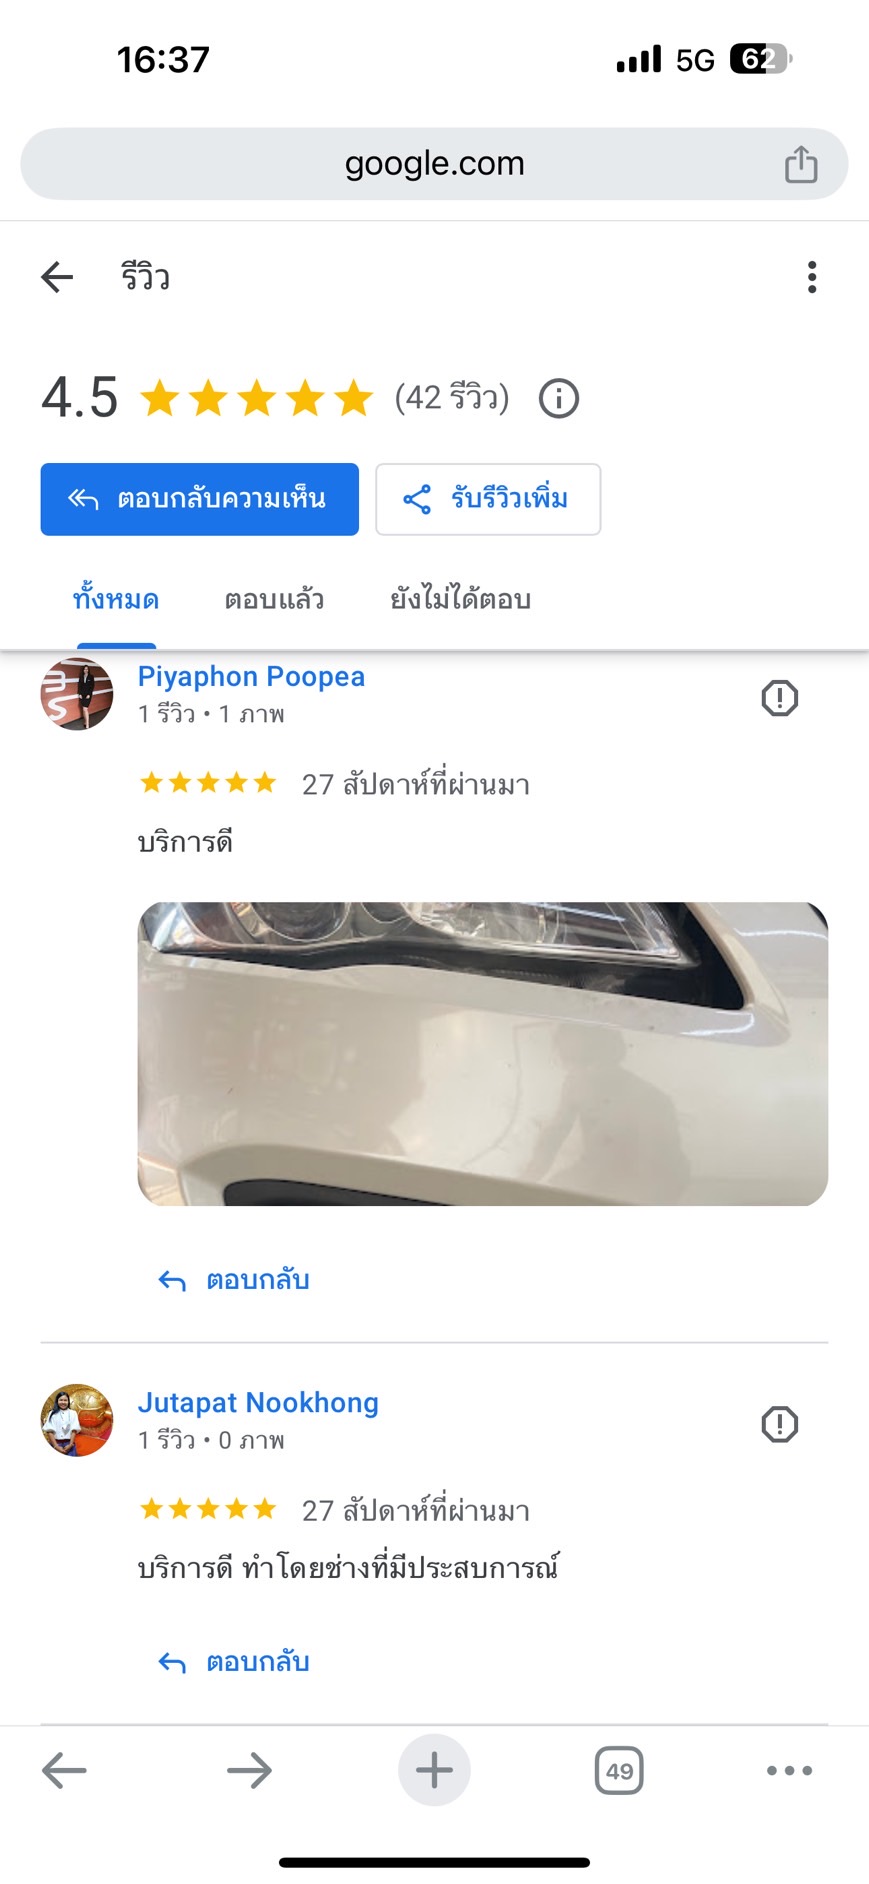 16:37
5G
62
google.com
รีวิว
4.5
(42 รีวิว)
ตอบกลับความเห็น
รับรีวิวเพิ่ม
ทั้งหมด
ตอบแล้ว
ยังไม่ได้ตอบ
Piyaphon Poopea
1 รีวิว • 1 ภาพ
27 สัปดาห์ที่ผ่านมา
บริการดี
ตอบกลับ
Jutapat Nookhong
1 รีวิว • 0 ภาพ
27 สัปดาห์ที่ผ่านมา
บริการดี ทำโดยช่างที่มีประสบการณ์
ตอบกลับ
49